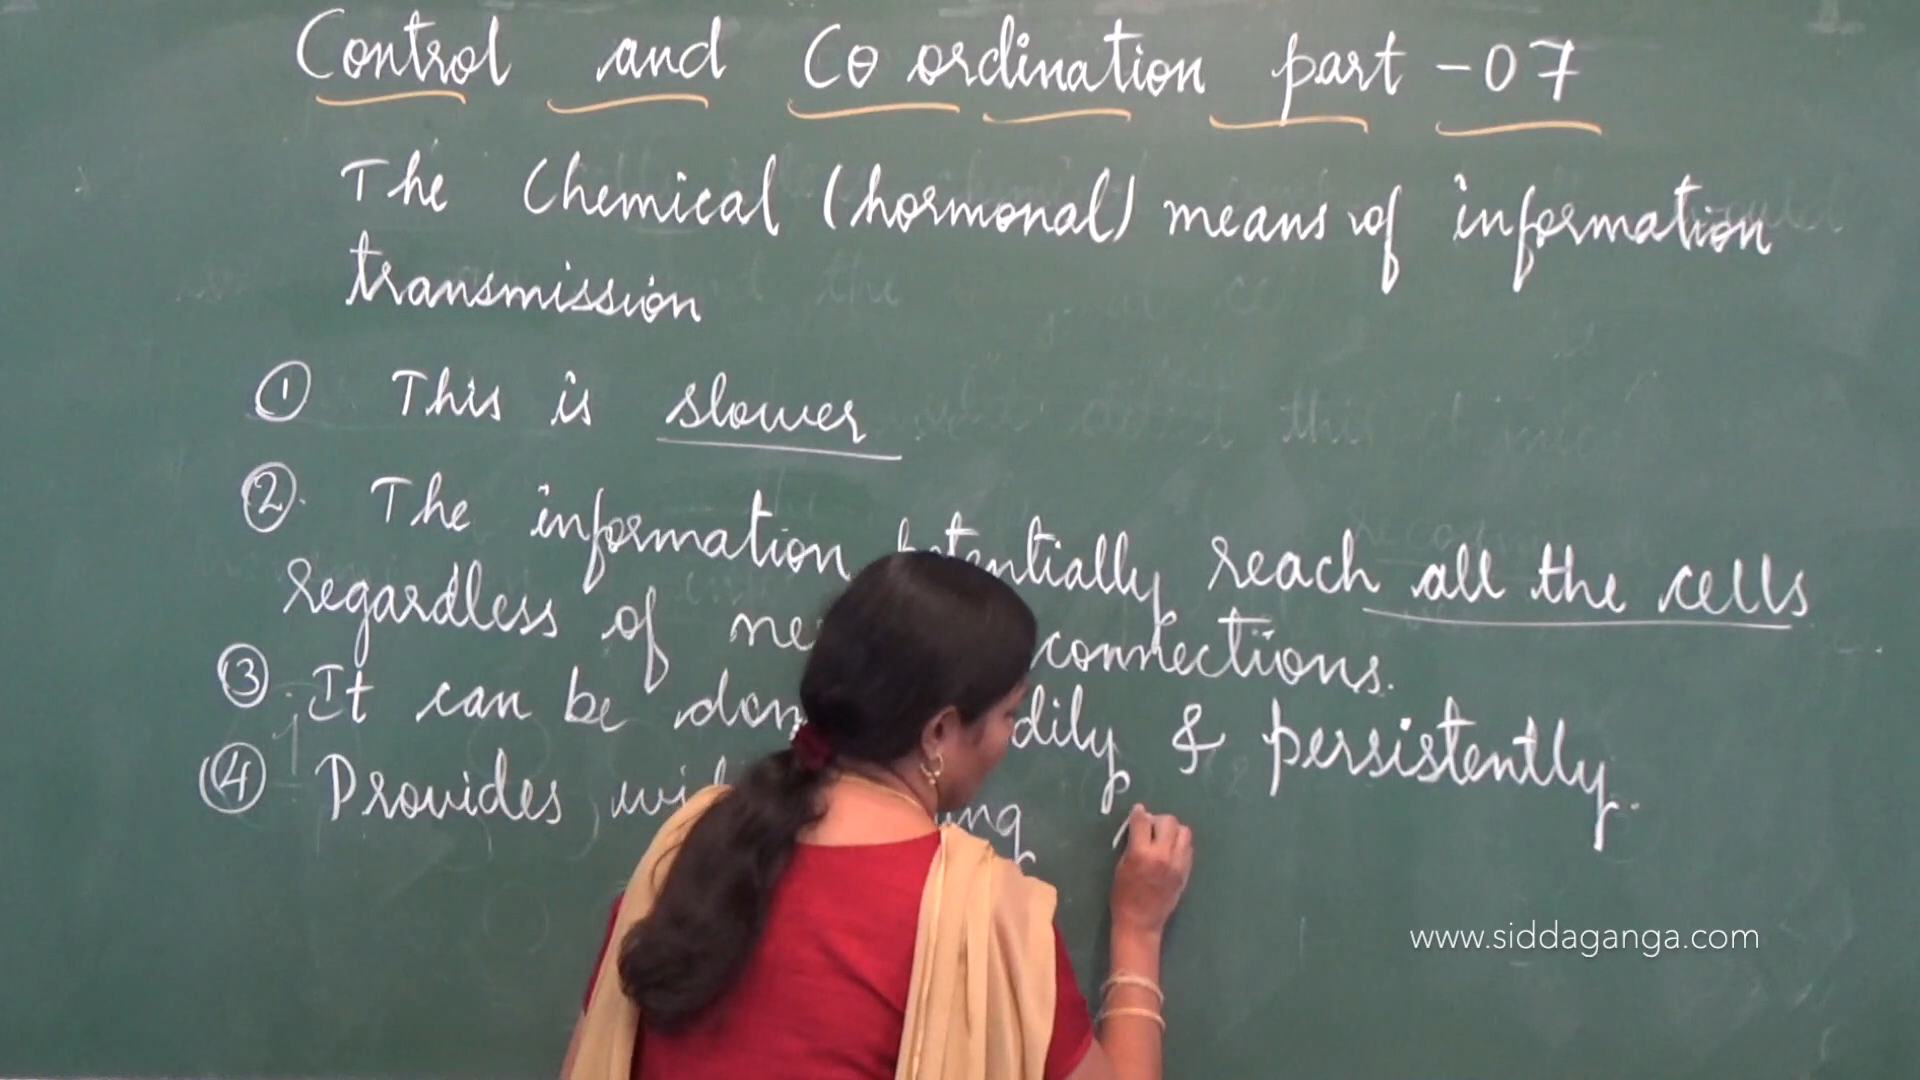 Control and Co ordination part - 07
The Chemical (hormonal) means of information
transmission
① This is slower
② The information potentially reach all the cells
regardless of connections.
③ It can be & persistently.
④ Provides
www.siddaganga.com